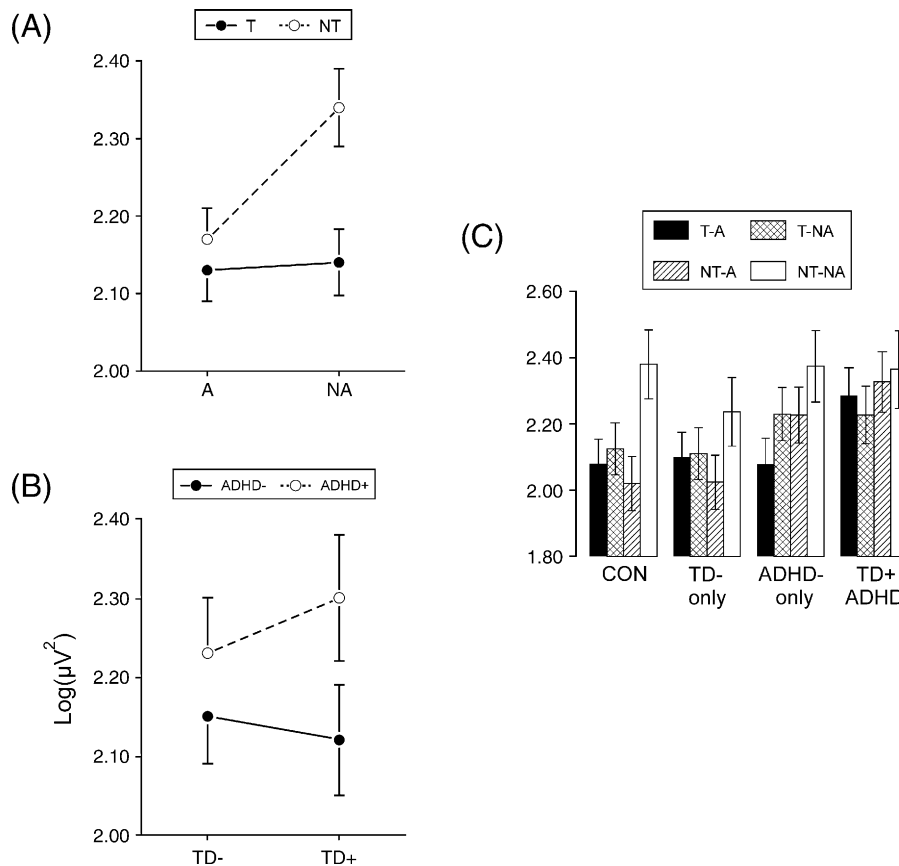 (A)
T NT
2.40
2.30
2.20
2.10
2.00
A NA
(B)
ADHD- ADHD+
2.40
2.30
2.20
2.10
2.00
Log(µV²)
TD- TD+
(C)
T-A T-NA
NT-A NT-NA
2.60
2.40
2.20
2.00
1.80
CON TD- ADHD- TD+
only only ADHD